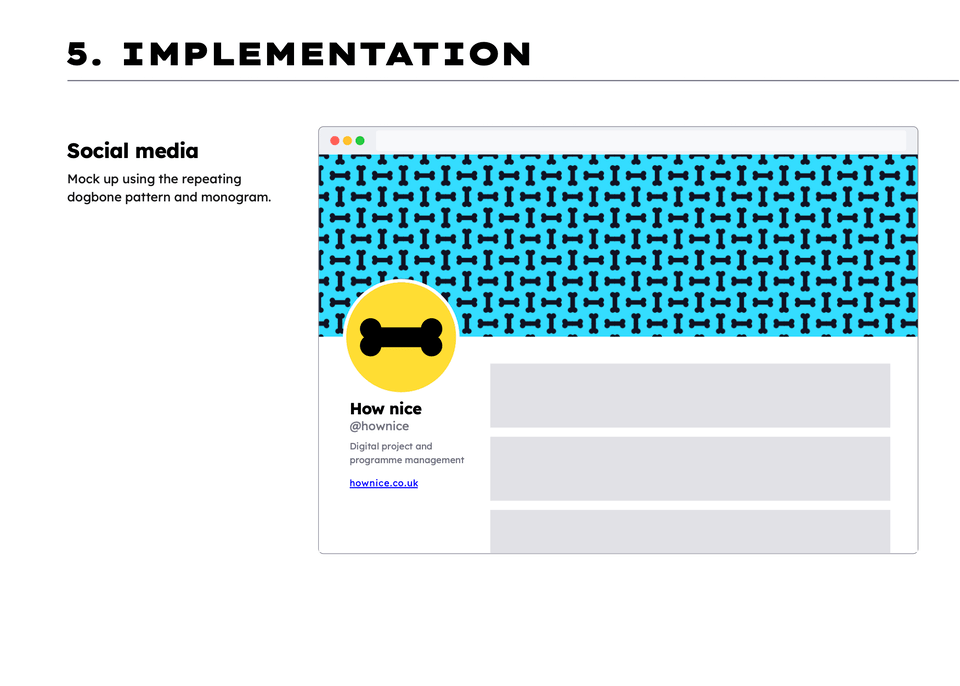 5. IMPLEMENTATION
Social media
Mock up using the repeating
dogbone pattern and monogram.
How nice
@hownice
Digital project and
programme management
hownice.co.uk